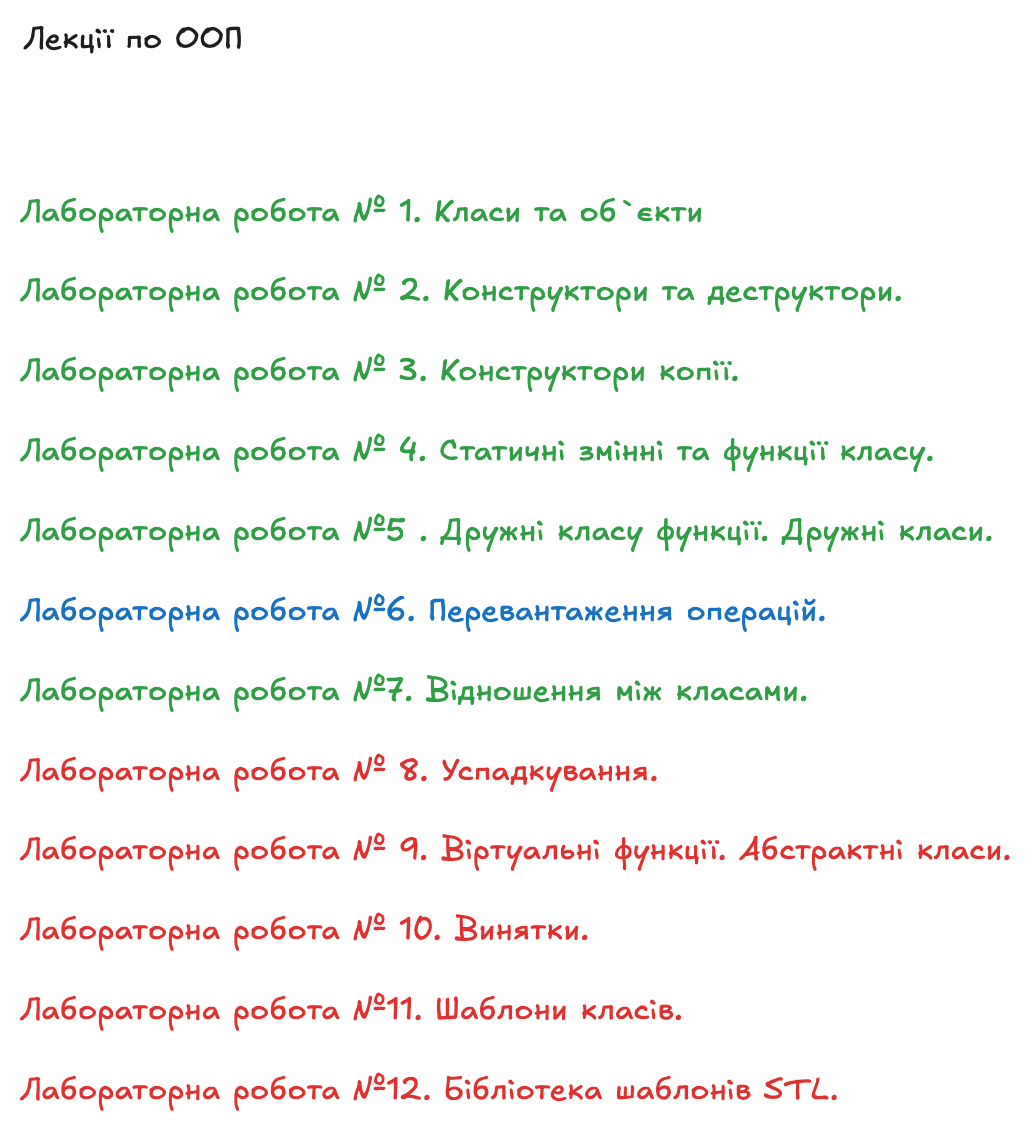 Лекції по ООП
Лабораторна робота № 1. Класи та об`єкти
Лабораторна робота № 2. Конструктори та деструктори.
Лабораторна робота № 3. Конструктори копії.
Лабораторна робота № 4. Статичні змінні та функції класу.
Лабораторна робота №5 . Дружні класу функції. Дружні класи.
Лабораторна робота №6. Перевантаження операцій.
Лабораторна робота №7. Відношення між класами.
Лабораторна робота № 8. Успадкування.
Лабораторна робота № 9. Віртуальні функції. Абстрактні класи.
Лабораторна робота № 10. Винятки.
Лабораторна робота №11. Шаблони класів.
Лабораторна робота №12. Бібліотека шаблонів STL.